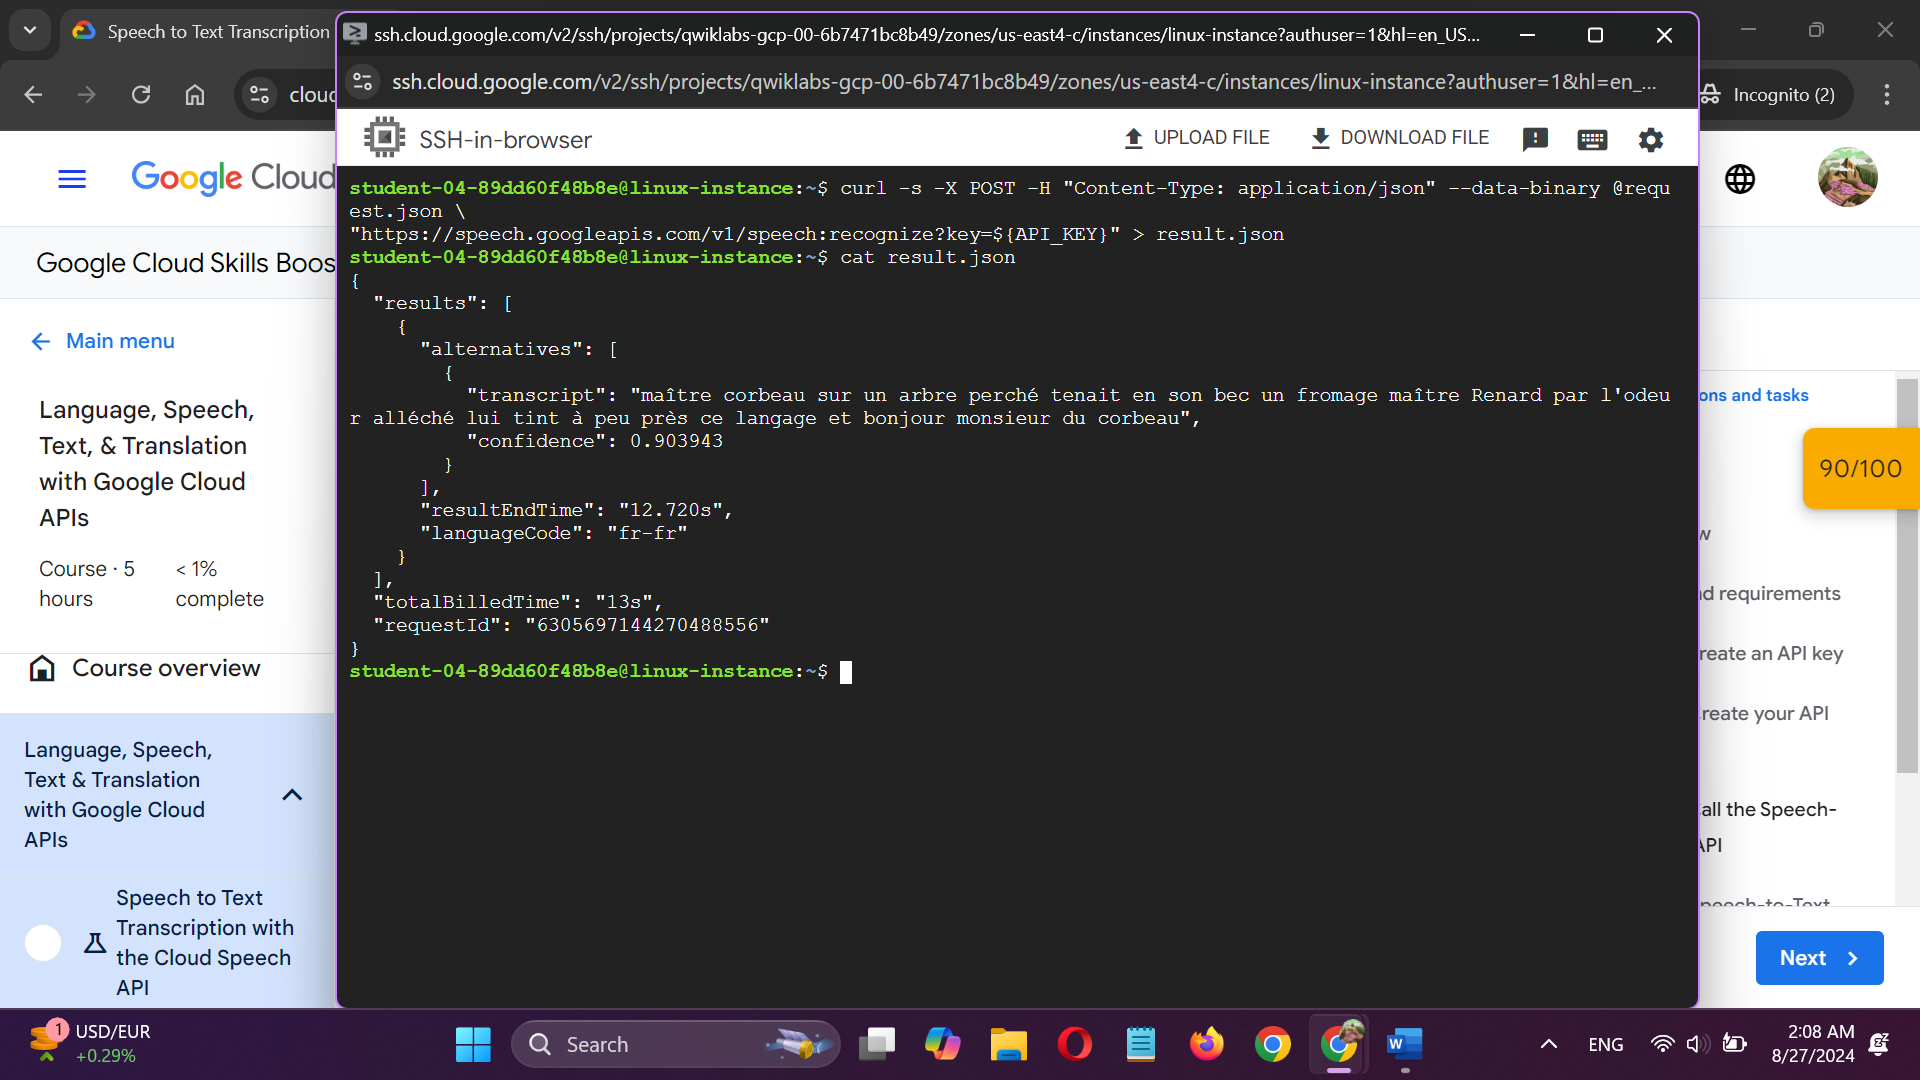 Speech to Text Transcription
ssh.cloud.google.com/v2/ssh/projects/qwiklabs-gcp-00-6b7471bc8b49/zones/us-east4-c/instances/linux-instance?authuser=1&hl=en_US...
ssh.cloud.google.com/v2/ssh/projects/qwiklabs-gcp-00-6b7471bc8b49/zones/us-east4-c/instances/linux-instance?authuser=1&hl=en_...
clouc
Incognito (2)
SSH-in-browser
UPLOAD FILE
DOWNLOAD FILE
Google Cloud
Google Cloud Skills Boos
Main menu
Language, Speech,
Text, & Translation
with Google Cloud
APIs
Course · 5
hours
< 1%
complete
Course overview
Language, Speech,
Text & Translation
with Google Cloud
APIs
Speech to Text
Transcription with
the Cloud Speech
API
student-04-89dd60f48b8e@linux-instance:~$ curl -s -X POST -H "Content-Type: application/json" --data-binary @requ
est.json \
"https://speech.googleapis.com/v1/speech:recognize?key=${API_KEY}" > result.json
student-04-89dd60f48b8e@linux-instance:~$ cat result.json
{
"results": [
{
"alternatives": [
{
"transcript": "maître corbeau sur un arbre perché tenait en son bec un fromage maître Renard par l'odeu
r alléché lui tint à peu près ce langage et bonjour monsieur du corbeau",
"confidence": 0.903943
}
],
"resultEndTime": "12.720s",
"languageCode": "fr-fr"
}
],
"totalBilledTime": "13s",
"requestId": "6305697144270488556"
}
student-04-89dd60f48b8e@linux-instance:~$
ons and tasks
90/100
w
d requirements
reate an API key
reate your API
all the Speech-
API
peech-to-Text
Next
1
USD/EUR
+0.29%
Search
ENG
2:08 AM
8/27/2024